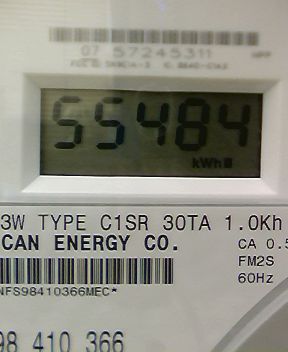 07 57245311
55484
kWh
3W TYPE C1SR 30TA 1.0Kh
CAN ENERGY CO.
CA 0.5
FM2S
60Hz
NFS98410366MEC*
98 410 366